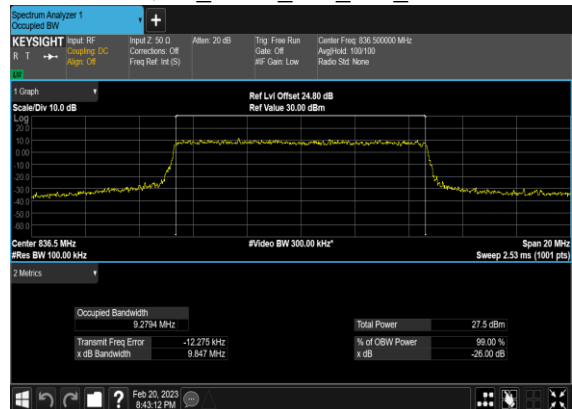 Spectrum Analyzer 1
Occupied BW
+
KEYSIGHT Input: RF Input Z: 50 Ω Atten: 20 dB Trig: Free Run Center Freq: 836.500000 MHz
R T Coupling: DC Corrections: Off Gate: Off Avg|Hold: 100/100
Align: Off Freq Ref: Int (S) #IF Gain: Low Radio Std: None
1 Graph
Ref Lvl Offset 24.80 dB
Scale/Div 10.0 dB Ref Value 30.00 dBm
Log
20.0
10.0
0.00
-10.0
-20.0
-30.0
-40.0
-50.0
-60.0
Center 836.5 MHz #Video BW 300.00 kHz* Span 20 MHz
#Res BW 100.00 kHz Sweep 2.53 ms (1001 pts)
2 Metrics
Occupied Bandwidth
9.2794 MHz Total Power 27.5 dBm
Transmit Freq Error -12.275 kHz % of OBW Power 99.00 %
x dB Bandwidth 9.847 MHz x dB -26.00 dB
? Feb 20, 2023
8:43:12 PM